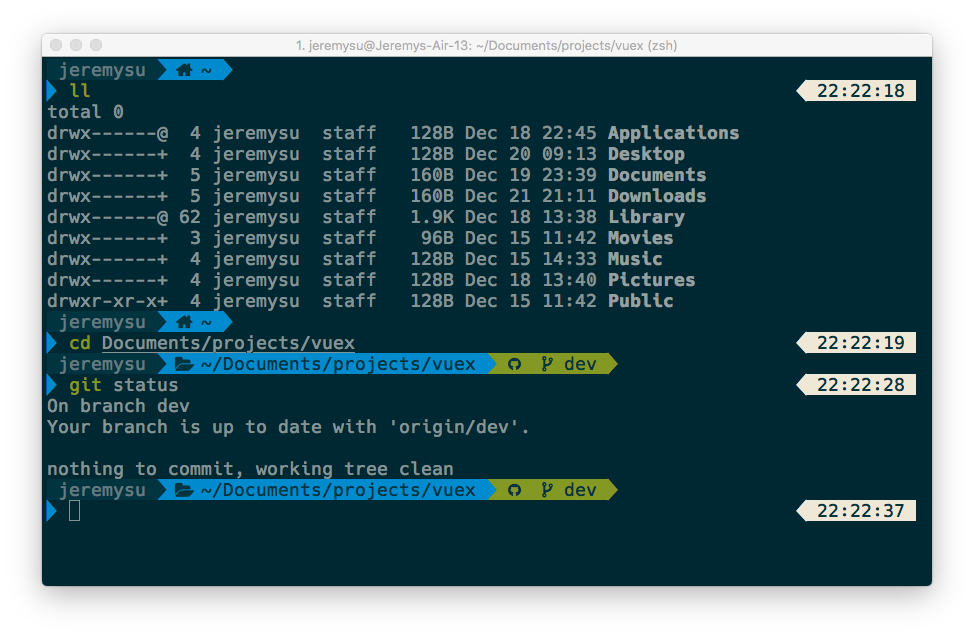 1. jeremysu@Jeremys-Air-13: ~/Documents/projects/vuex (zsh)
jeremysu ~
ll 22:22:18
total 0
drwx------@  4 jeremysu  staff   128B Dec 18 22:45 Applications
drwx------+  4 jeremysu  staff   128B Dec 20 09:13 Desktop
drwx------+  5 jeremysu  staff   160B Dec 19 23:39 Documents
drwx------+  5 jeremysu  staff   160B Dec 21 21:11 Downloads
drwx------@ 62 jeremysu  staff   1.9K Dec 18 13:38 Library
drwx------+  3 jeremysu  staff    96B Dec 15 11:42 Movies
drwx------+  4 jeremysu  staff   128B Dec 15 14:33 Music
drwx------+  4 jeremysu  staff   128B Dec 18 13:40 Pictures
drwxr-xr-x+  4 jeremysu  staff   128B Dec 15 11:42 Public
jeremysu ~
cd Documents/projects/vuex 22:22:19
jeremysu ~/Documents/projects/vuex dev
git status 22:22:28
On branch dev
Your branch is up to date with 'origin/dev'.
nothing to commit, working tree clean
jeremysu ~/Documents/projects/vuex dev
22:22:37